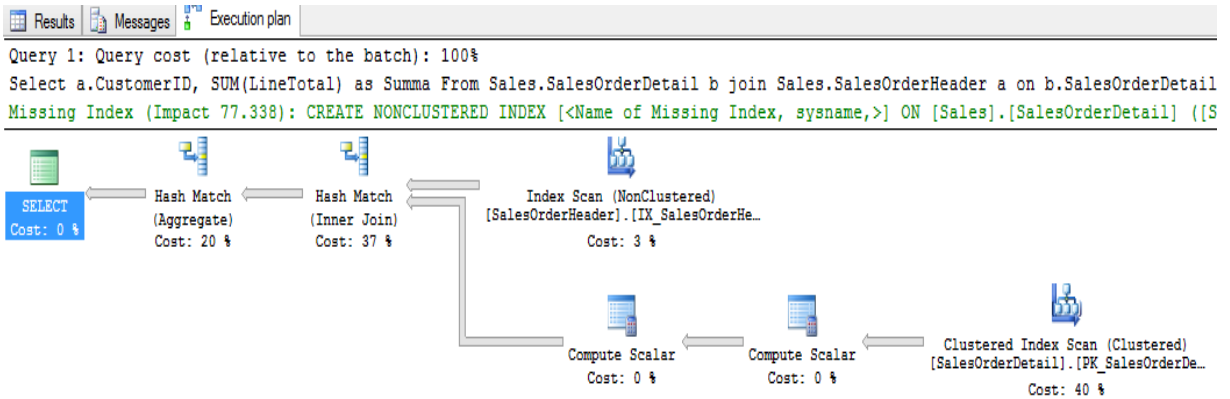 Results Messages Execution plan
Query 1: Query cost (relative to the batch): 100%
Select a.CustomerID, SUM(LineTotal) as Summa From Sales.SalesOrderDetail b join Sales.SalesOrderHeader a on b.SalesOrderDetail
Missing Index (Impact 77.338): CREATE NONCLUSTERED INDEX [<Name of Missing Index, sysname,>] ON [Sales].[SalesOrderDetail] ([S
SELECT
Cost: 0 %
Hash Match
(Aggregate)
Cost: 20 %
Hash Match
(Inner Join)
Cost: 37 %
Index Scan (NonClustered)
[SalesOrderHeader].[IX_SalesOrderHe…
Cost: 3 %
Compute Scalar
Cost: 0 %
Compute Scalar
Cost: 0 %
Clustered Index Scan (Clustered)
[SalesOrderDetail].[PK_SalesOrderDe…
Cost: 40 %